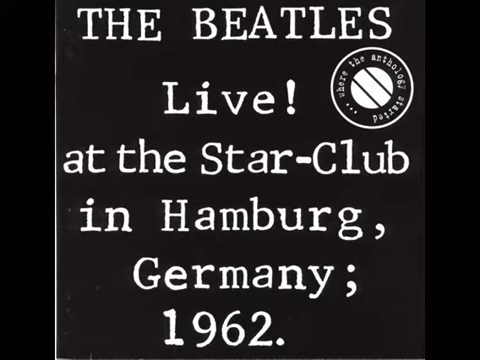 THE BEATLES
Live!
where the anthology started ...
at the Star-Club
in Hamburg,
Germany;
1962.